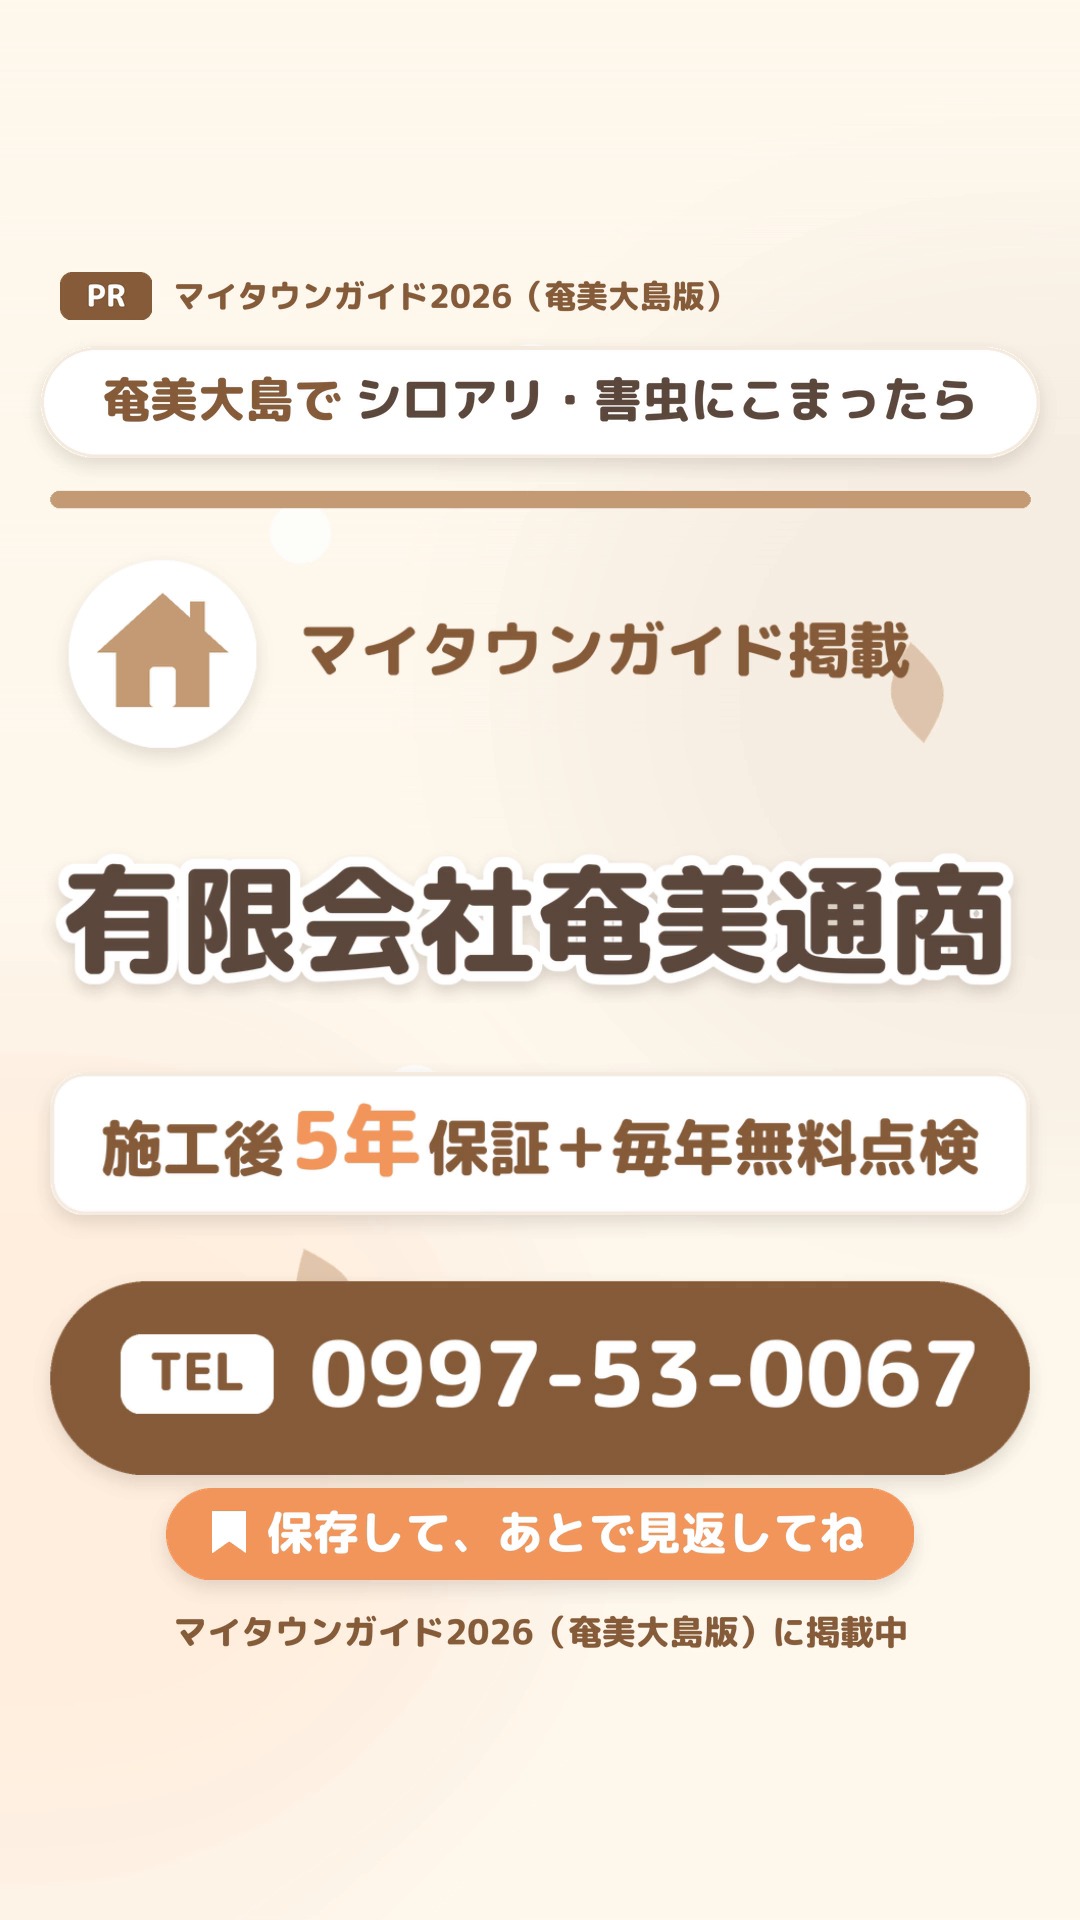 PR マイタウンガイド2026（奄美大島版）
奄美大島で シロアリ・害虫にこまったら
マイタウンガイド掲載
有限会社奄美通商
施工後5年保証＋毎年無料点検
TEL 0997-53-0067
保存して、あとで見返してね
マイタウンガイド2026（奄美大島版）に掲載中